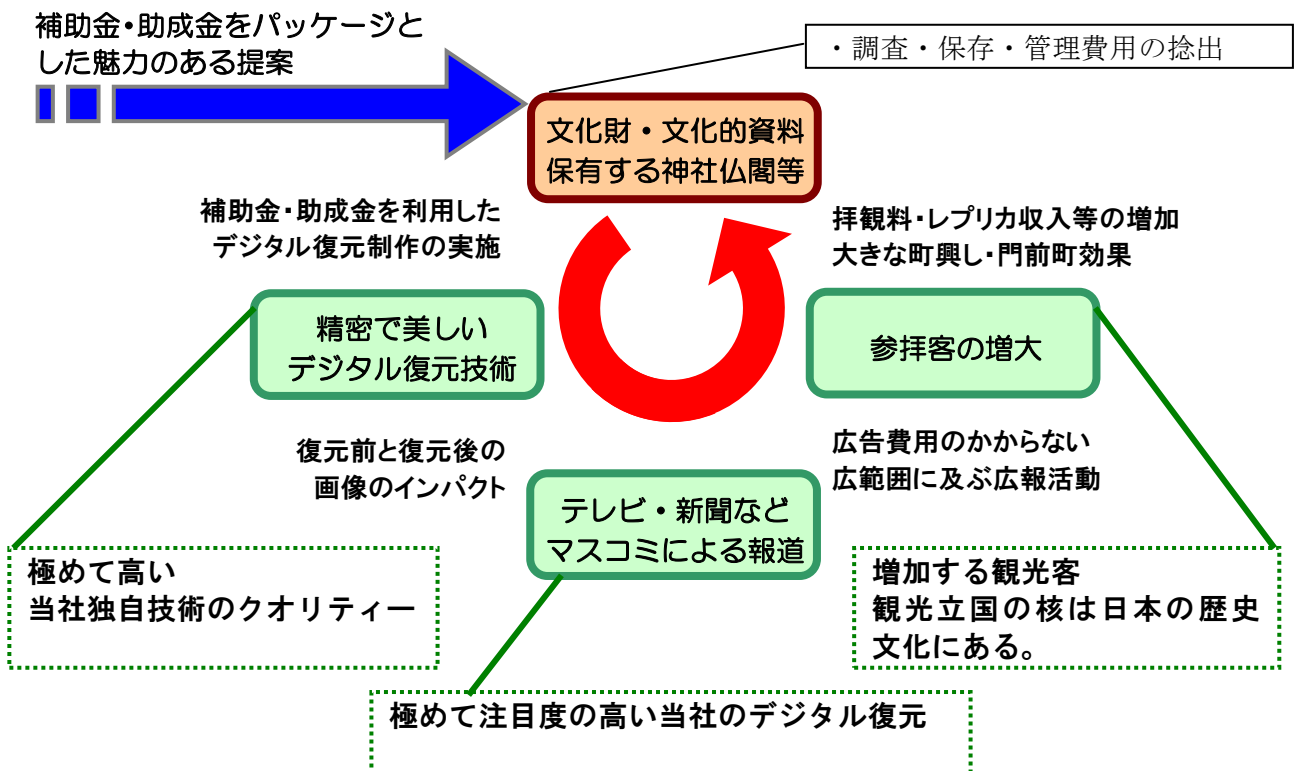 補助金・助成金をパッケージと
した魅力のある提案
・調査・保存・管理費用の捻出
文化財・文化的資料
保有する神社仏閣等
補助金・助成金を利用した
デジタル復元制作の実施
拝観料・レプリカ収入等の増加
大きな町興し・門前町効果
精密で美しい
デジタル復元技術
参拝客の増大
復元前と復元後の
画像のインパクト
広告費用のかからない
広範囲に及ぶ広報活動
テレビ・新聞など
マスコミによる報道
極めて高い
当社独自技術のクオリティー
増加する観光客
観光立国の核は日本の歴史
文化にある。
極めて注目度の高い当社のデジタル復元